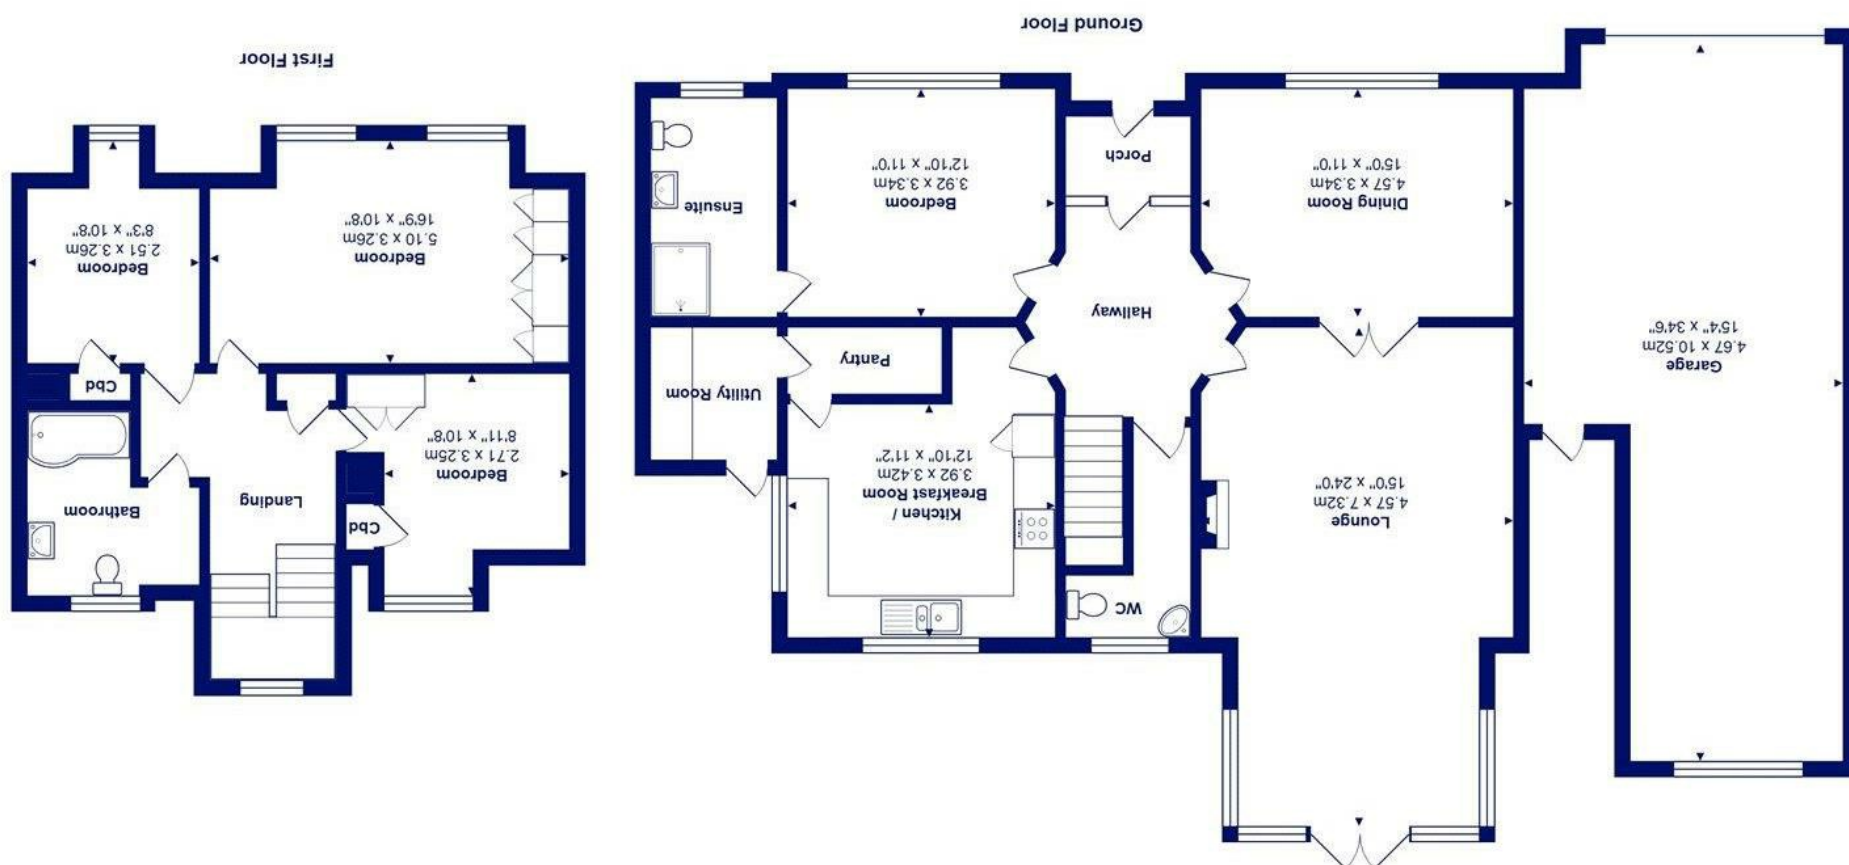 Garage
4.67 x 10.52m
15'4" x 34'6"
Lounge
4.57 x 7.32m
15'0" x 24'0"
WC
Kitchen /
Breakfast Room
3.92 x 3.42m
12'10" x 11'2"
Utility Room
Pantry
Hallway
Dining Room
4.57 x 3.34m
15'0" x 11'0"
Porch
Bedroom
3.92 x 3.34m
12'10" x 11'0"
Ensuite
Ground Floor
Cbd
Landing
Bathroom
Bedroom
2.71 x 3.25m
8'11" x 10'8"
Cbd
Bedroom
5.10 x 3.26m
16'9" x 10'8"
Bedroom
2.51 x 3.26m
8'3" x 10'8"
First Floor